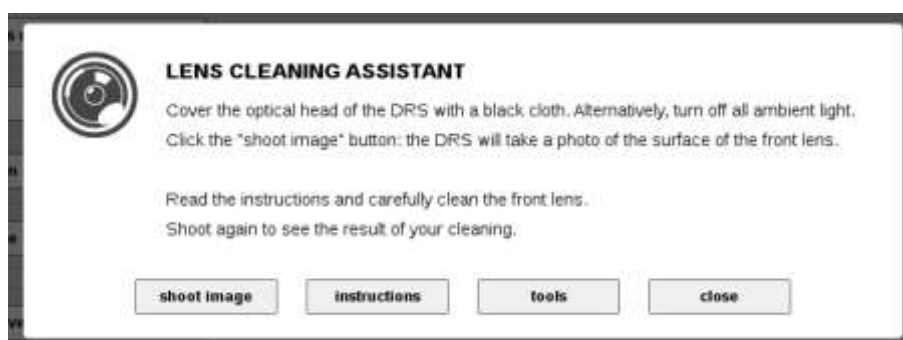 LENS CLEANING ASSISTANT
Cover the optical head of the DRS with a black cloth. Alternatively, turn off all ambient light.
Click the "shoot image" button: the DRS will take a photo of the surface of the front lens.
Read the instructions and carefully clean the front lens.
Shoot again to see the result of your cleaning.
shoot image instructions tools close